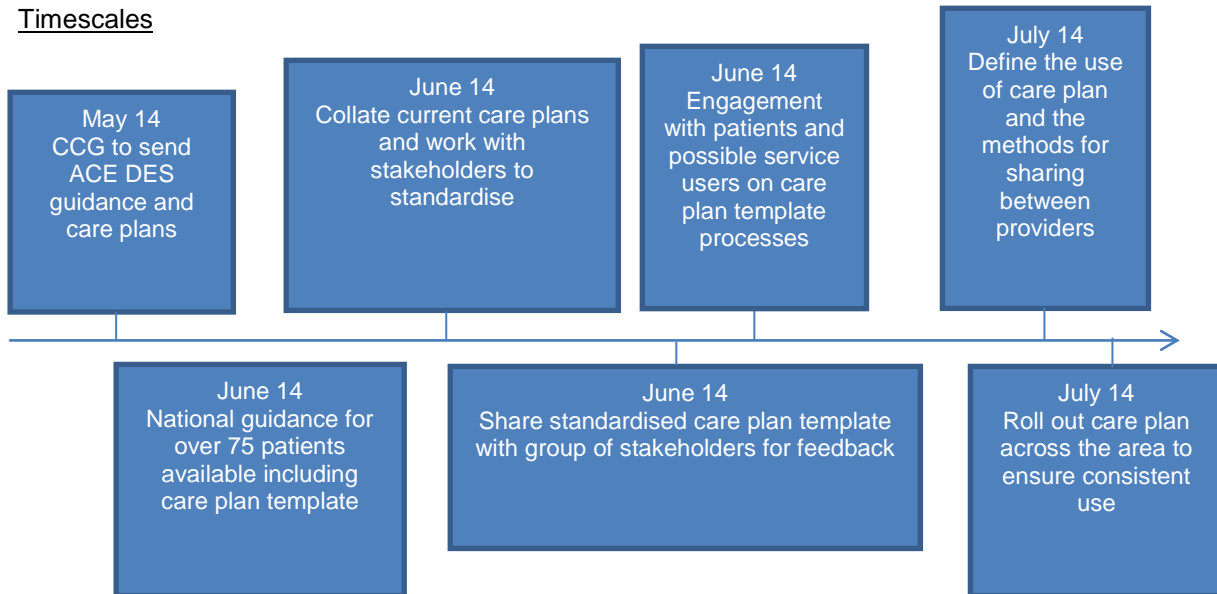 Timescales
May 14
CCG to send
ACE DES
guidance and
care plans
June 14
Collate current care plans
and work with
stakeholders to
standardise
June 14
Engagement
with patients and
possible service
users on care
plan template
processes
July 14
Define the use
of care plan
and the
methods for
sharing
between
providers
June 14
National guidance for
over 75 patients
available including
care plan template
June 14
Share standardised care plan template
with group of stakeholders for feedback
July 14
Roll out care plan
across the area to
ensure consistent
use